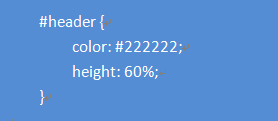 #header {
color: #222222;
height: 60%;
}